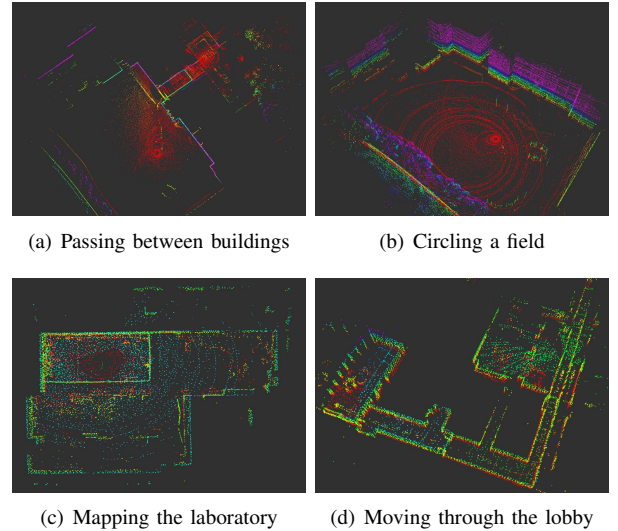 (a) Passing between buildings
(b) Circling a field
(c) Mapping the laboratory
(d) Moving through the lobby